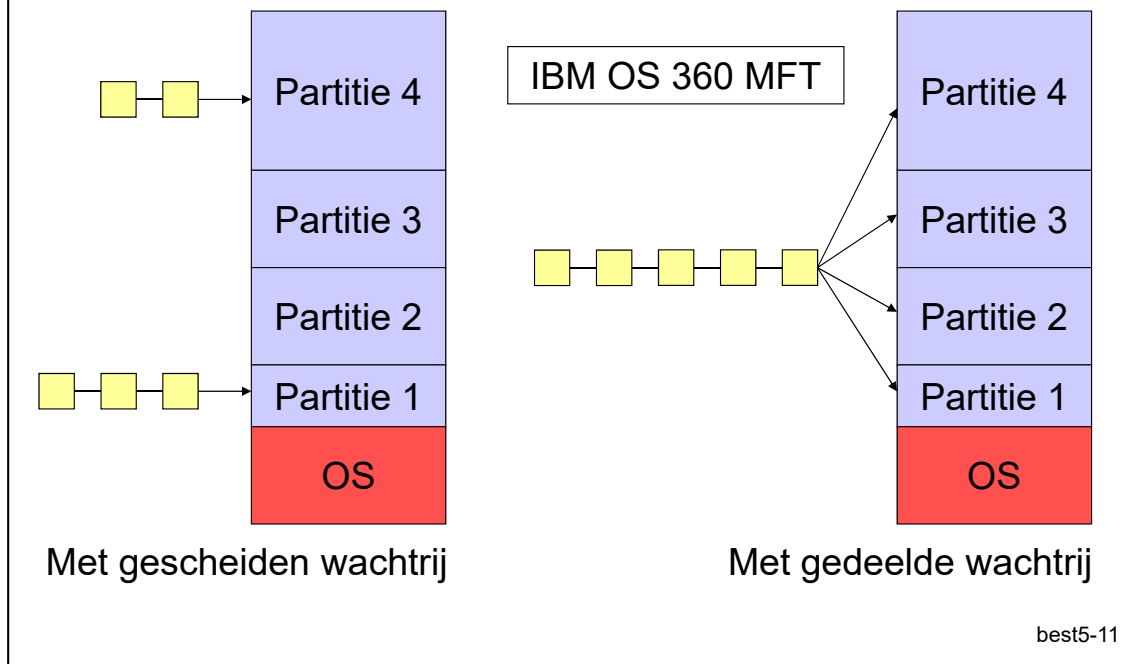 Partitie 4
Partitie 3
Partitie 2
Partitie 1
OS
Met gescheiden wachtrij
IBM OS 360 MFT
Partitie 4
Partitie 3
Partitie 2
Partitie 1
OS
Met gedeelde wachtrij
best5-11